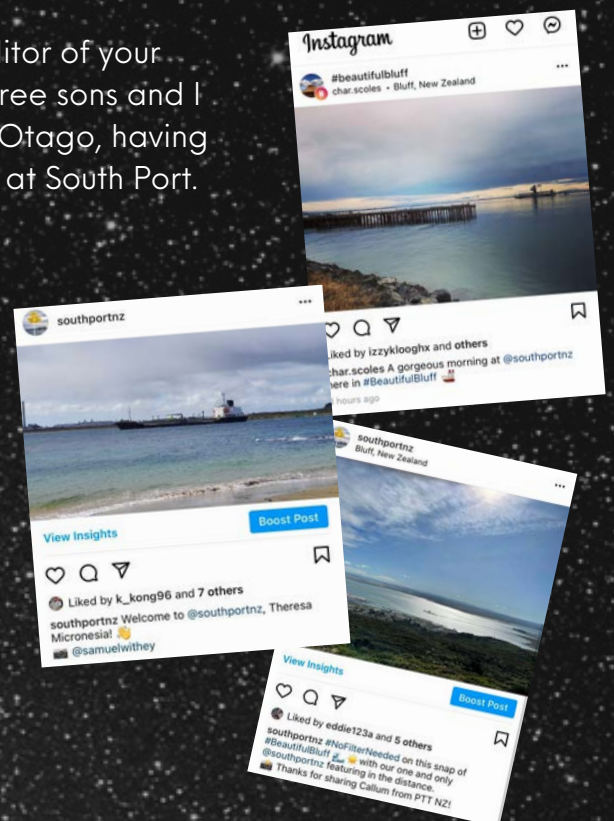 litor of your
ree sons and I
Otago, having
at South Port.
Instagram
#beautifulbluff
char.scoles • Bluff, New Zealand
Liked by izzyklooghx and others
char.scoles A gorgeous morning at @southportnz
here in #BeautifulBluff
hours ago
southportnz
View Insights
Boost Post
Liked by k_kong96 and 7 others
southportnz Welcome to @southportnz, Theresa
Micronesia! 👋
📷 @samuelwithey
southportnz
Bluff, New Zealand
View Insights
Boost Post
Liked by eddie123a and 5 others
southportnz #NoFilterNeeded on this snap of
#BeautifulBluff 🌊 ☀️ with our one and only
@southportnz featuring in the distance.
📸 Thanks for sharing Callum from PTT NZ!